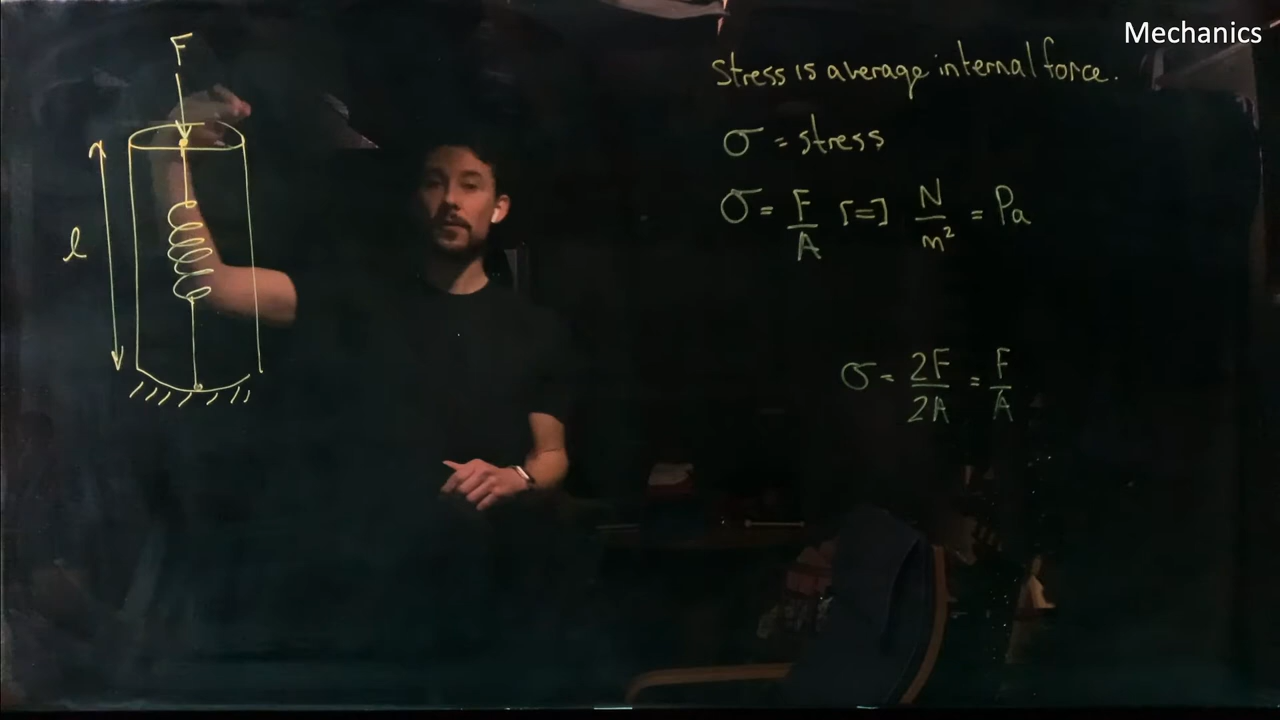 Mechanics
F
l
Stress is average internal force.
σ = stress
σ = F/A [=] N/m² = Pa
σ = 2F/2A = F/A